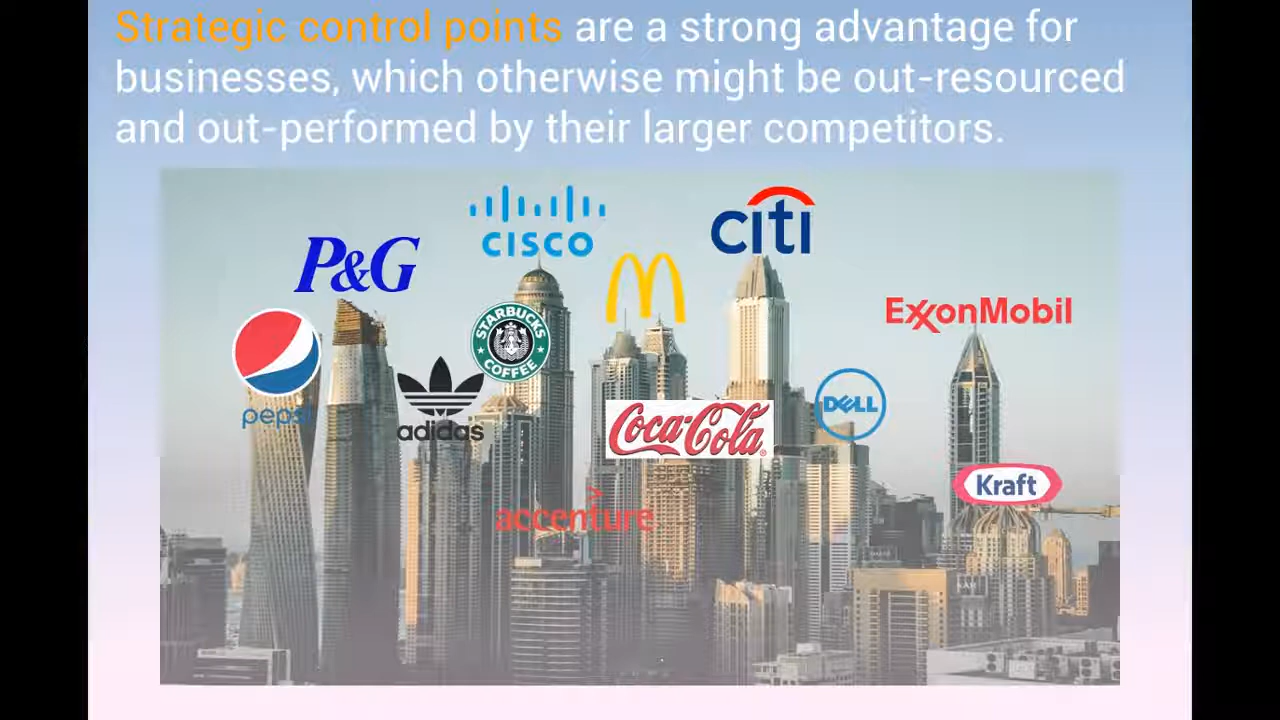 Strategic control points are a strong advantage for
businesses, which otherwise might be out-resourced
and out-performed by their larger competitors.
CISCO
citi
P&G
STARBUCKS
COFFEE
ExxonMobil
pepsi
adidas
DELL
Coca-Cola
Kraft
accenture